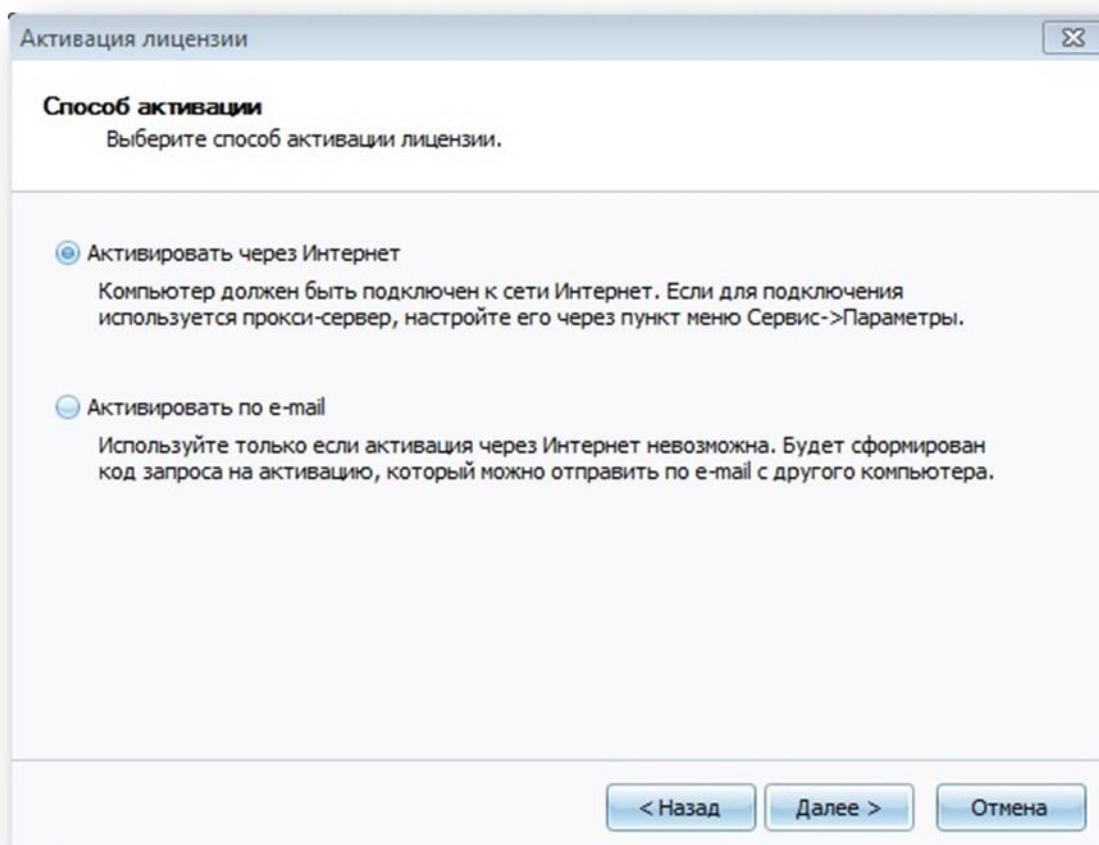 Активация лицензии
Способ активации
Выберите способ активации лицензии.
Активировать через Интернет
Компьютер должен быть подключен к сети Интернет. Если для подключения
используется прокси-сервер, настройте его через пункт меню Сервис->Параметры.
Активировать по e-mail
Используйте только если активация через Интернет невозможна. Будет сформирован
код запроса на активацию, который можно отправить по e-mail с другого компьютера.
< Назад Далее > Отмена